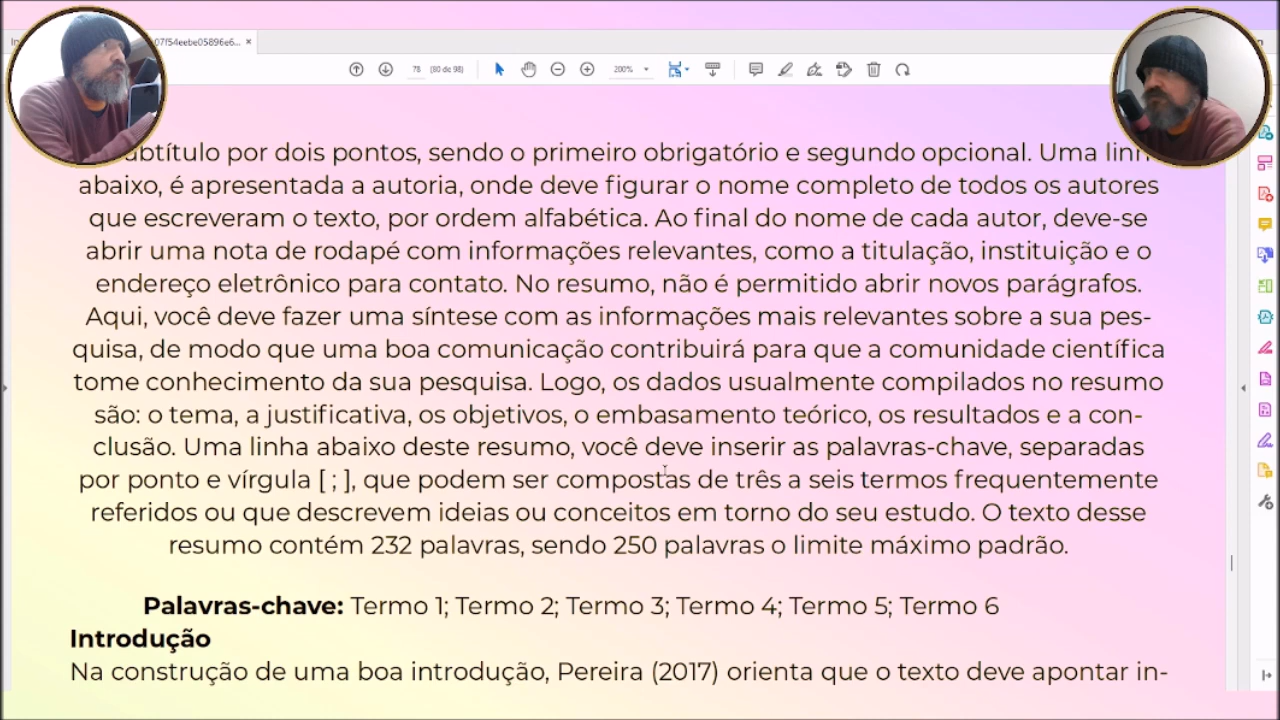 07f54eebe05896e6... ×
78 (80 de 98) 200%
subtítulo por dois pontos, sendo o primeiro obrigatório e segundo opcional. Uma linha
abaixo, é apresentada a autoria, onde deve figurar o nome completo de todos os autores
que escreveram o texto, por ordem alfabética. Ao final do nome de cada autor, deve-se
abrir uma nota de rodapé com informações relevantes, como a titulação, instituição e o
endereço eletrônico para contato. No resumo, não é permitido abrir novos parágrafos.
Aqui, você deve fazer uma síntese com as informações mais relevantes sobre a sua pes-
quisa, de modo que uma boa comunicação contribuirá para que a comunidade científica
tome conhecimento da sua pesquisa. Logo, os dados usualmente compilados no resumo
são: o tema, a justificativa, os objetivos, o embasamento teórico, os resultados e a con-
clusão. Uma linha abaixo deste resumo, você deve inserir as palavras-chave, separadas
por ponto e vírgula [ ; ], que podem ser compostas de três a seis termos frequentemente
referidos ou que descrevem ideias ou conceitos em torno do seu estudo. O texto desse
resumo contém 232 palavras, sendo 250 palavras o limite máximo padrão.
Palavras-chave: Termo 1; Termo 2; Termo 3; Termo 4; Termo 5; Termo 6
Introdução
Na construção de uma boa introdução, Pereira (2017) orienta que o texto deve apontar in-